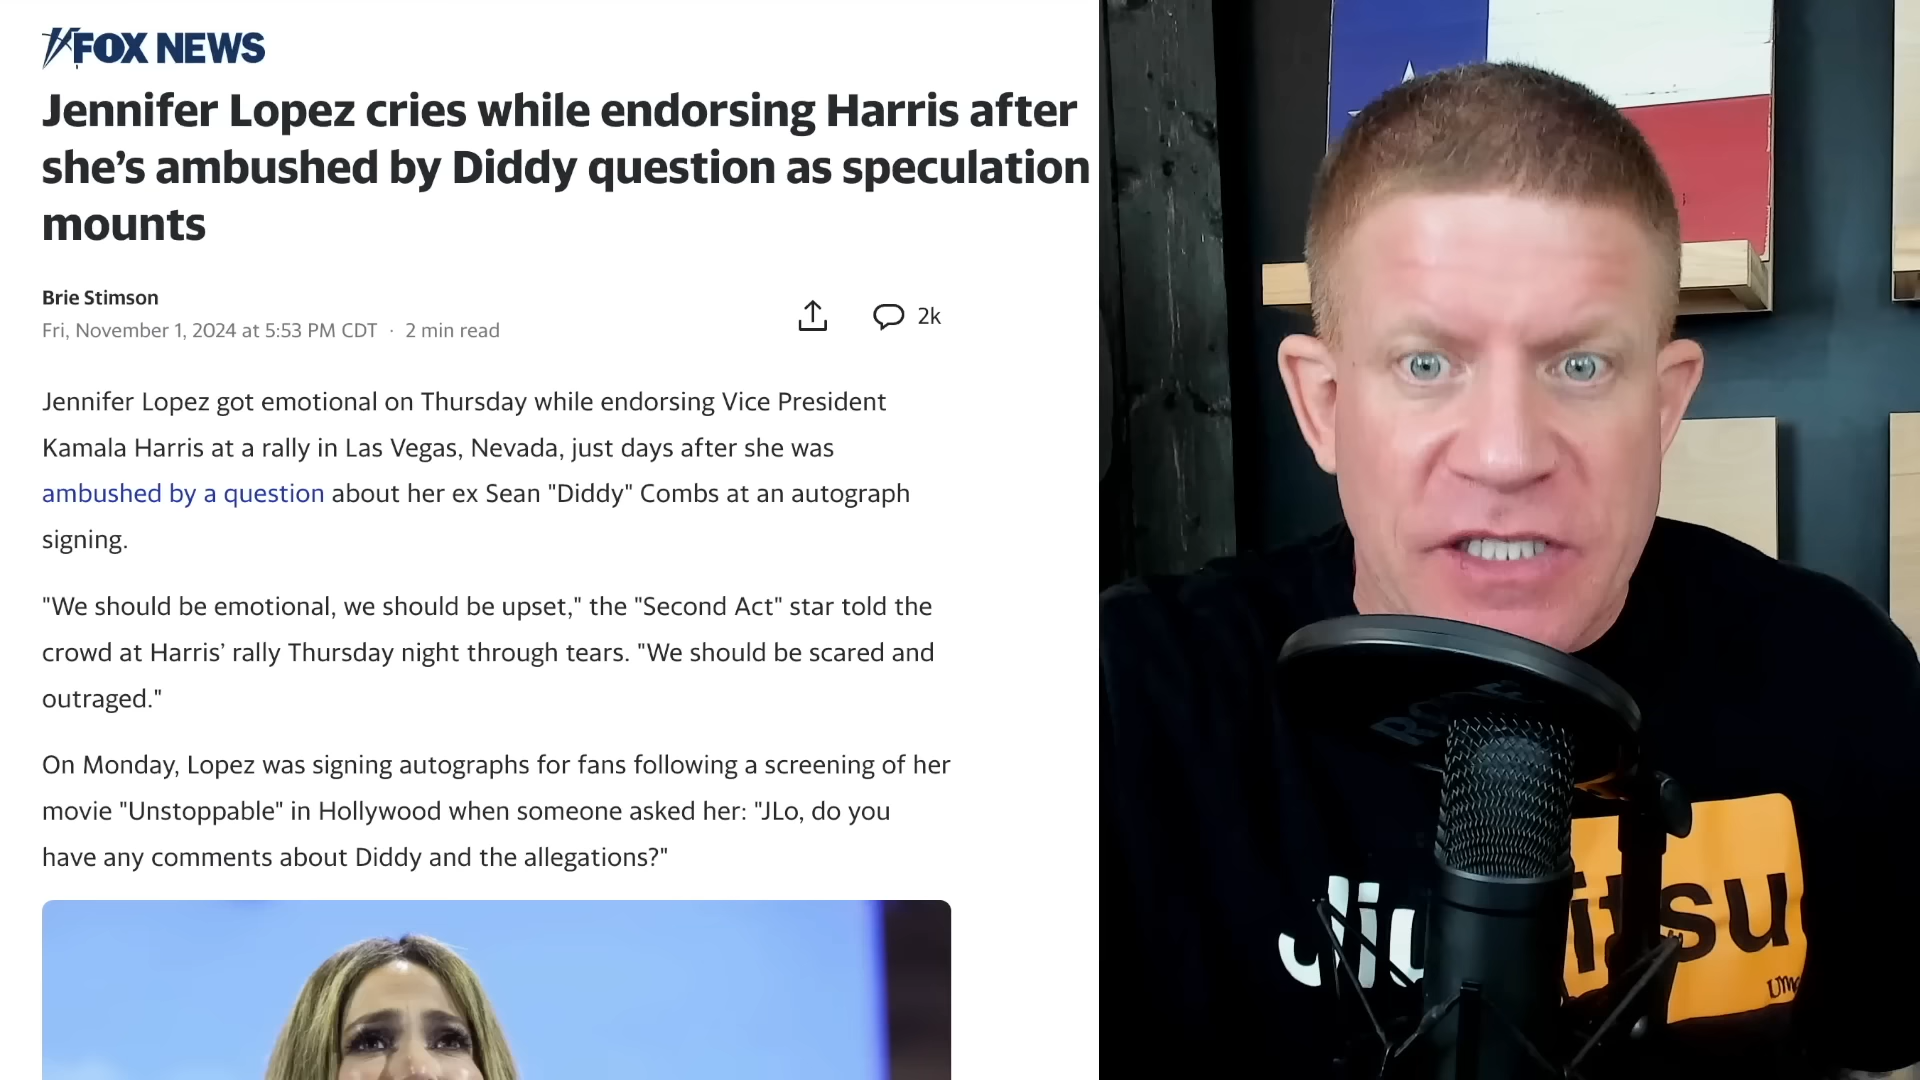 FOX NEWS
Jennifer Lopez cries while endorsing Harris after
she’s ambushed by Diddy question as speculation
mounts
Brie Stimson
Fri, November 1, 2024 at 5:53 PM CDT · 2 min read
2k
Jennifer Lopez got emotional on Thursday while endorsing Vice President
Kamala Harris at a rally in Las Vegas, Nevada, just days after she was
ambushed by a question about her ex Sean "Diddy" Combs at an autograph
signing.
"We should be emotional, we should be upset," the "Second Act" star told the
crowd at Harris’ rally Thursday night through tears. "We should be scared and
outraged."
On Monday, Lopez was signing autographs for fans following a screening of her
movie "Unstoppable" in Hollywood when someone asked her: "JLo, do you
have any comments about Diddy and the allegations?"
Jiu
itsu